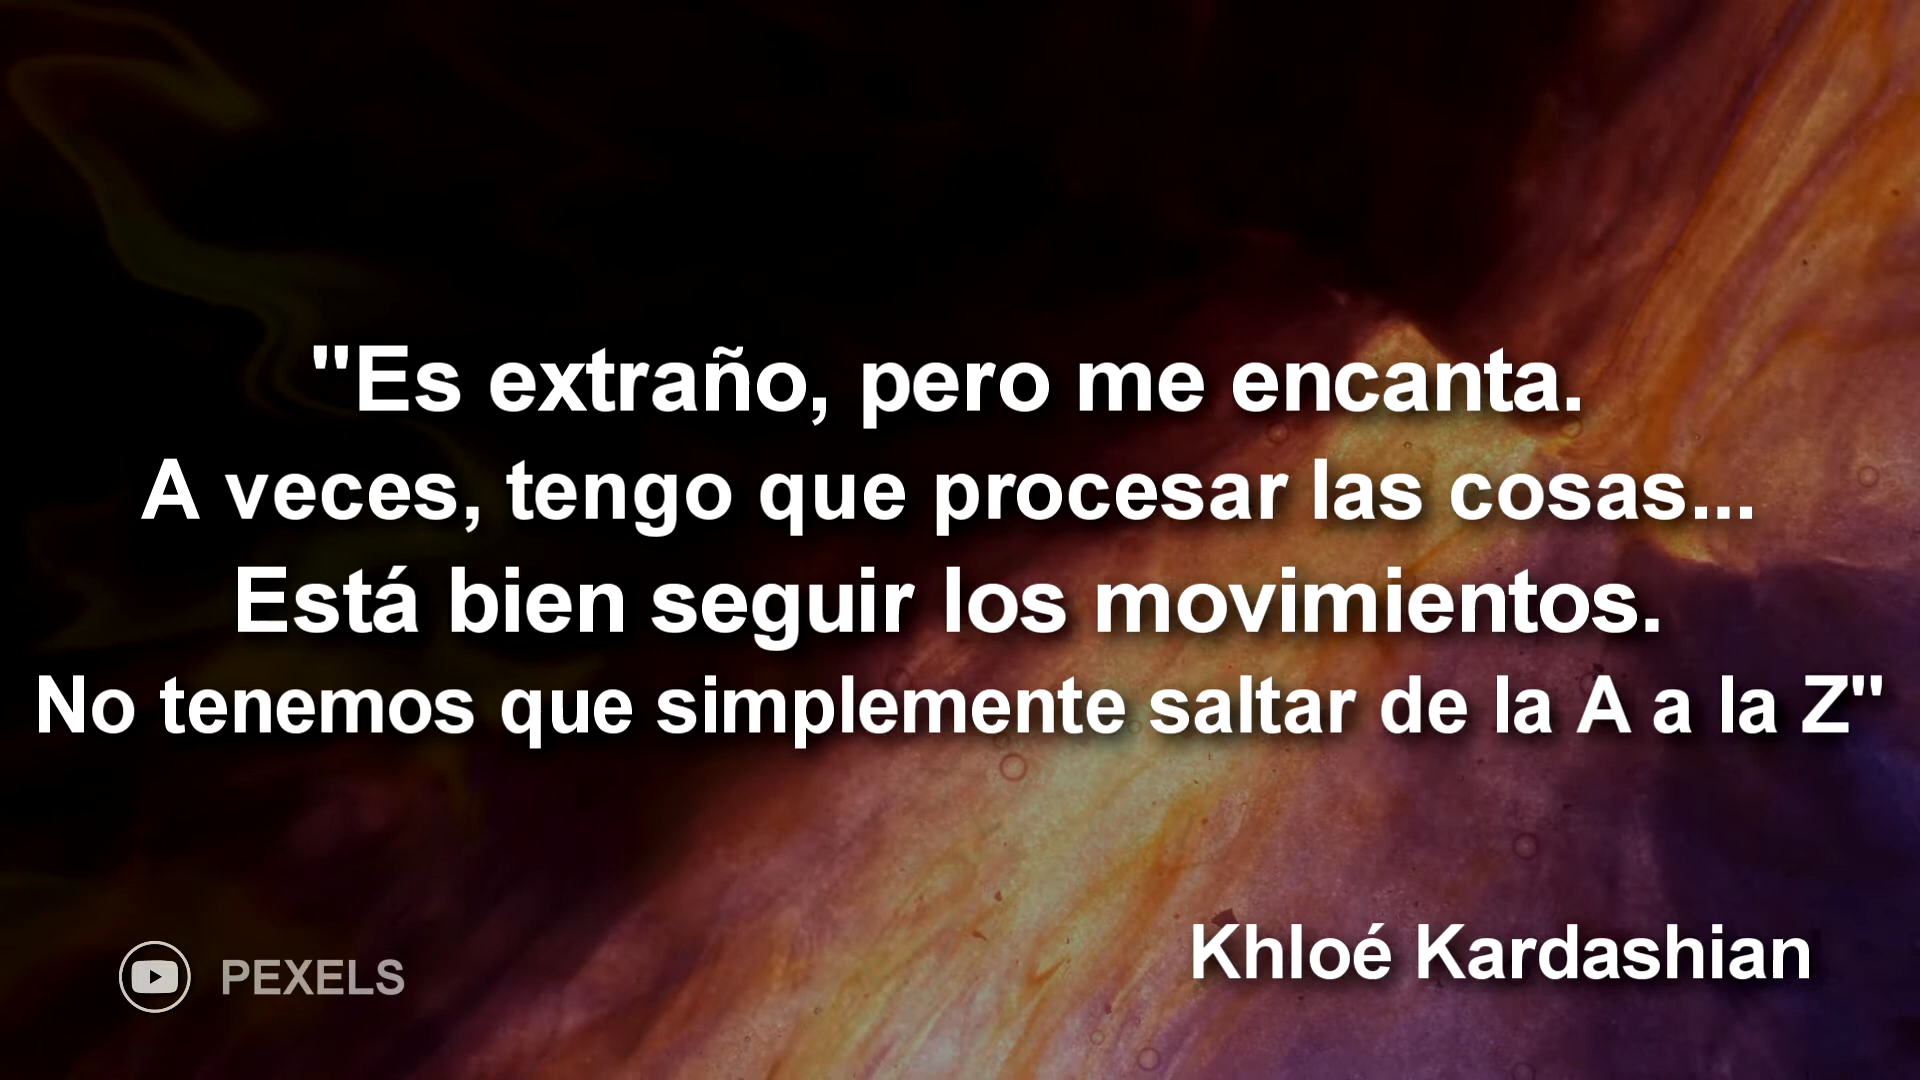 "Es extraño, pero me encanta.
A veces, tengo que procesar las cosas...
Está bien seguir los movimientos.
No tenemos que simplemente saltar de la A a la Z"
Khloé Kardashian
PEXELS